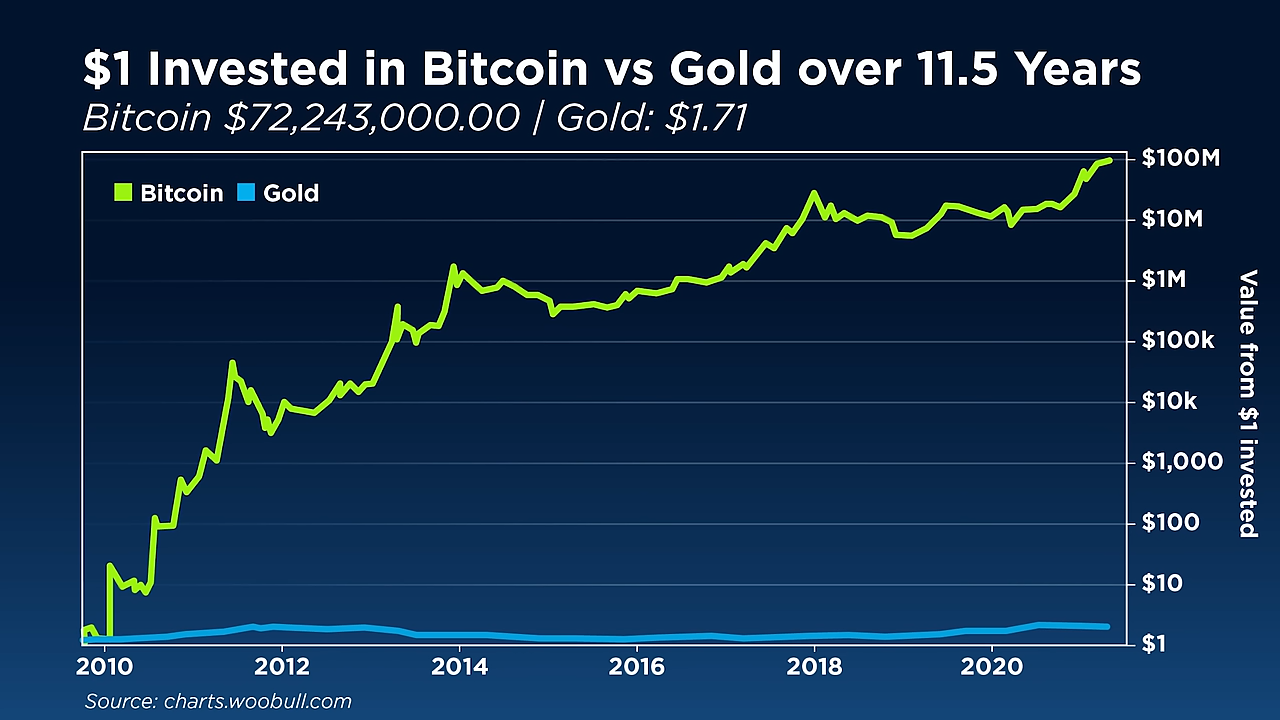 $1 Invested in Bitcoin vs Gold over 11.5 Years
Bitcoin $72,243,000.00 | Gold: $1.71
Bitcoin Gold
$100M
$10M
$1M
$100k
$10k
$1,000
$100
$10
$1
Value from $1 invested
2010 2012 2014 2016 2018 2020
Source: charts.woobull.com